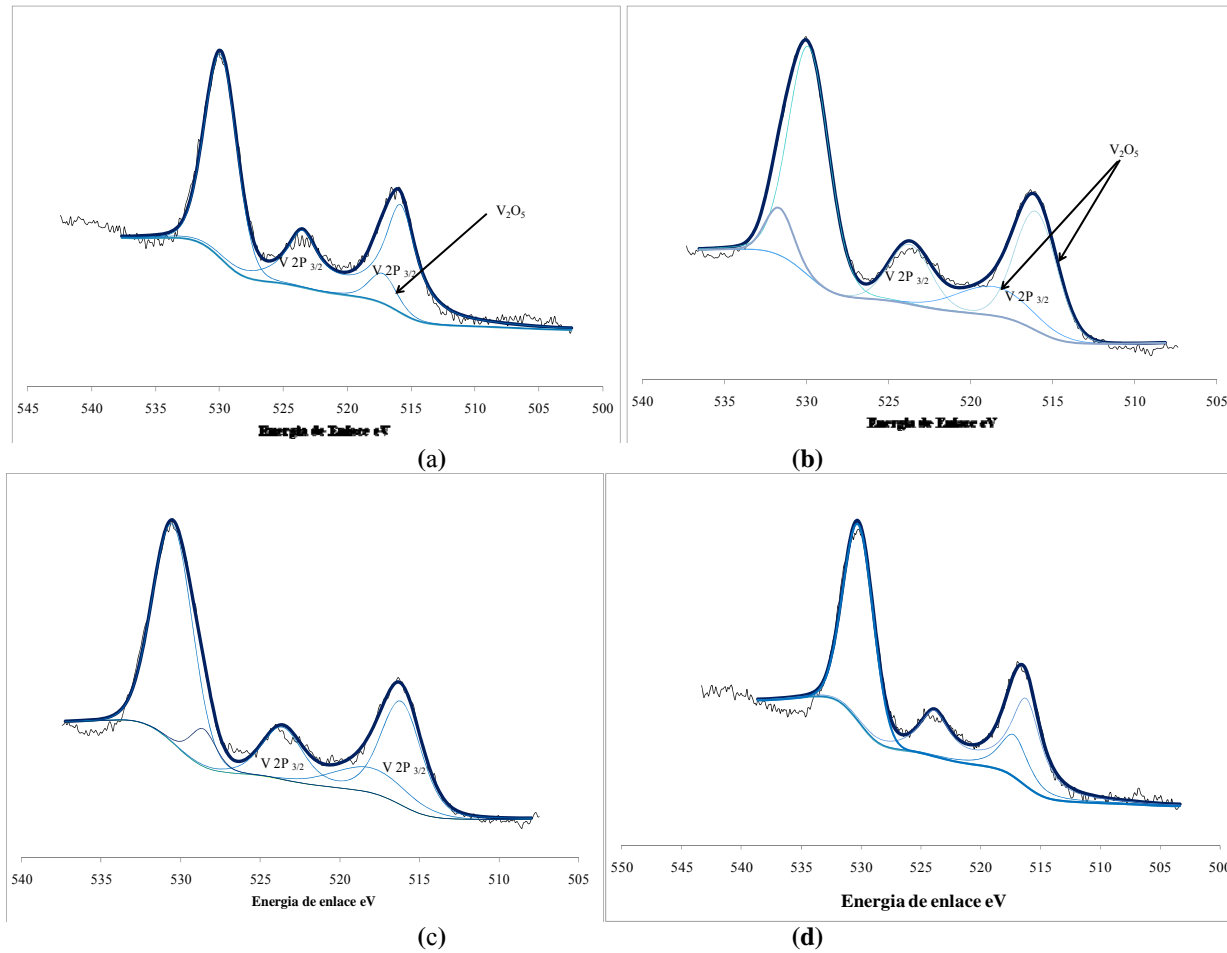 V₂O₅
V 2P 3/2
V 2P 3/2
545 540 535 530 525 520 515 510 505 500
Energia de Enlace eV
(a)
V₂O₅
V 2P 3/2
V 2P 3/2
540 535 530 525 520 515 510 505
Energia de Enlace eV
(b)
V 2P 3/2
V 2P 3/2
540 535 530 525 520 515 510 505
Energia de enlace eV
(c)
550 545 540 535 530 525 520 515 510 505 500
Energia de enlace eV
(d)